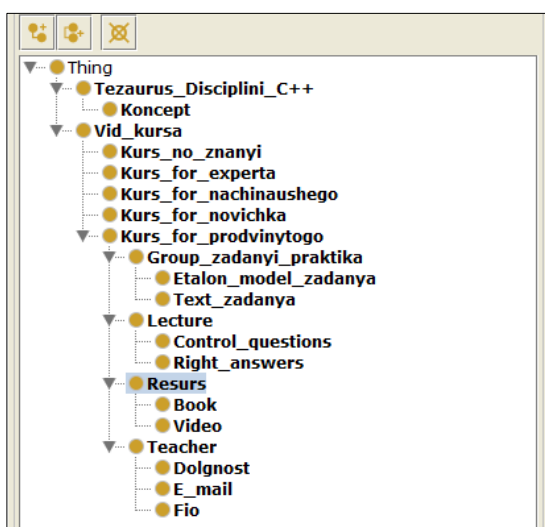 Thing
Tezaurus_Disciplini_C++
Koncept
Vid_kursa
Kurs_no_znanyi
Kurs_for_experta
Kurs_for_nachinaushego
Kurs_for_novichka
Kurs_for_prodvinytogo
Group_zadanyi_praktika
Etalon_model_zadanya
Text_zadanya
Lecture
Control_questions
Right_answers
Resurs
Book
Video
Teacher
Dolgnost
E_mail
Fio